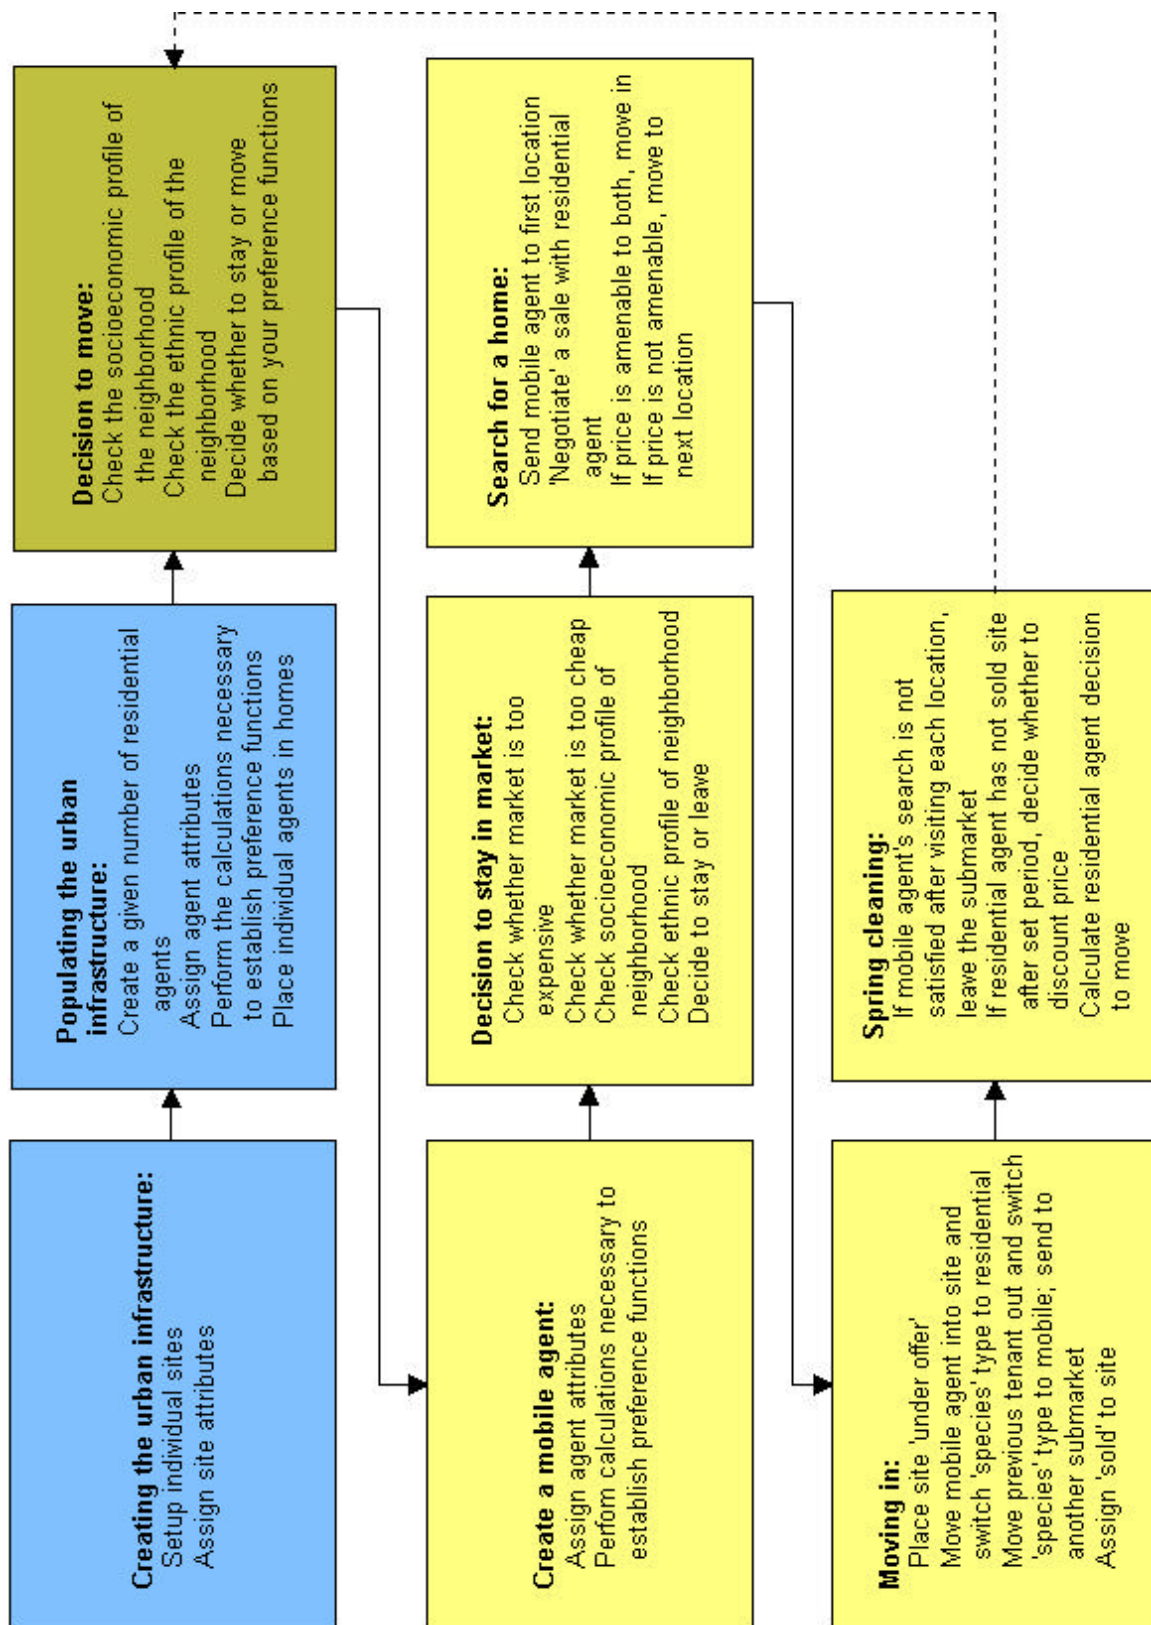 Creating the urban infrastructure:
Setup individual sites
Assign site attributes
Populating the urban
infrastructure:
Create a given number of residential
agents
Assign agent attributes
Perform the calculations necessary
to establish preference functions
Place individual agents in homes
Decision to move:
Check the socioeconomic profile of
the neighborhood
Check the ethnic profile of the
neighborhood
Decide whether to stay or move
based on your preference functions
Create a mobile agent:
Assign agent attributes
Perfom calculations necessary to
establish preference functions
Decision to stay in market:
Check whether market is too
expensive
Check whether market is too cheap
Check socioeconomic profile of
neighborhood
Check ethnic profile of neighborhood
Decide to stay or leave
Search for a home:
Send mobile agent to first location
'Negotiate' a sale with residential
agent
If price is amenable to both, move in
If price is not amenable, move to
next location
Moving in:
Place site 'under offer'
Move mobile agent into site and
switch 'species' type to residential
Move previous tenant out and switch
'species' type to mobile; send to
another submarket
Assign 'sold' to site
Spring cleaning:
If mobile agent's search is not
satisfied after visiting each location,
leave the submarket
If residential agent has not sold site
after set period, decide whether to
discount price
Calculate residential agent decision
to move